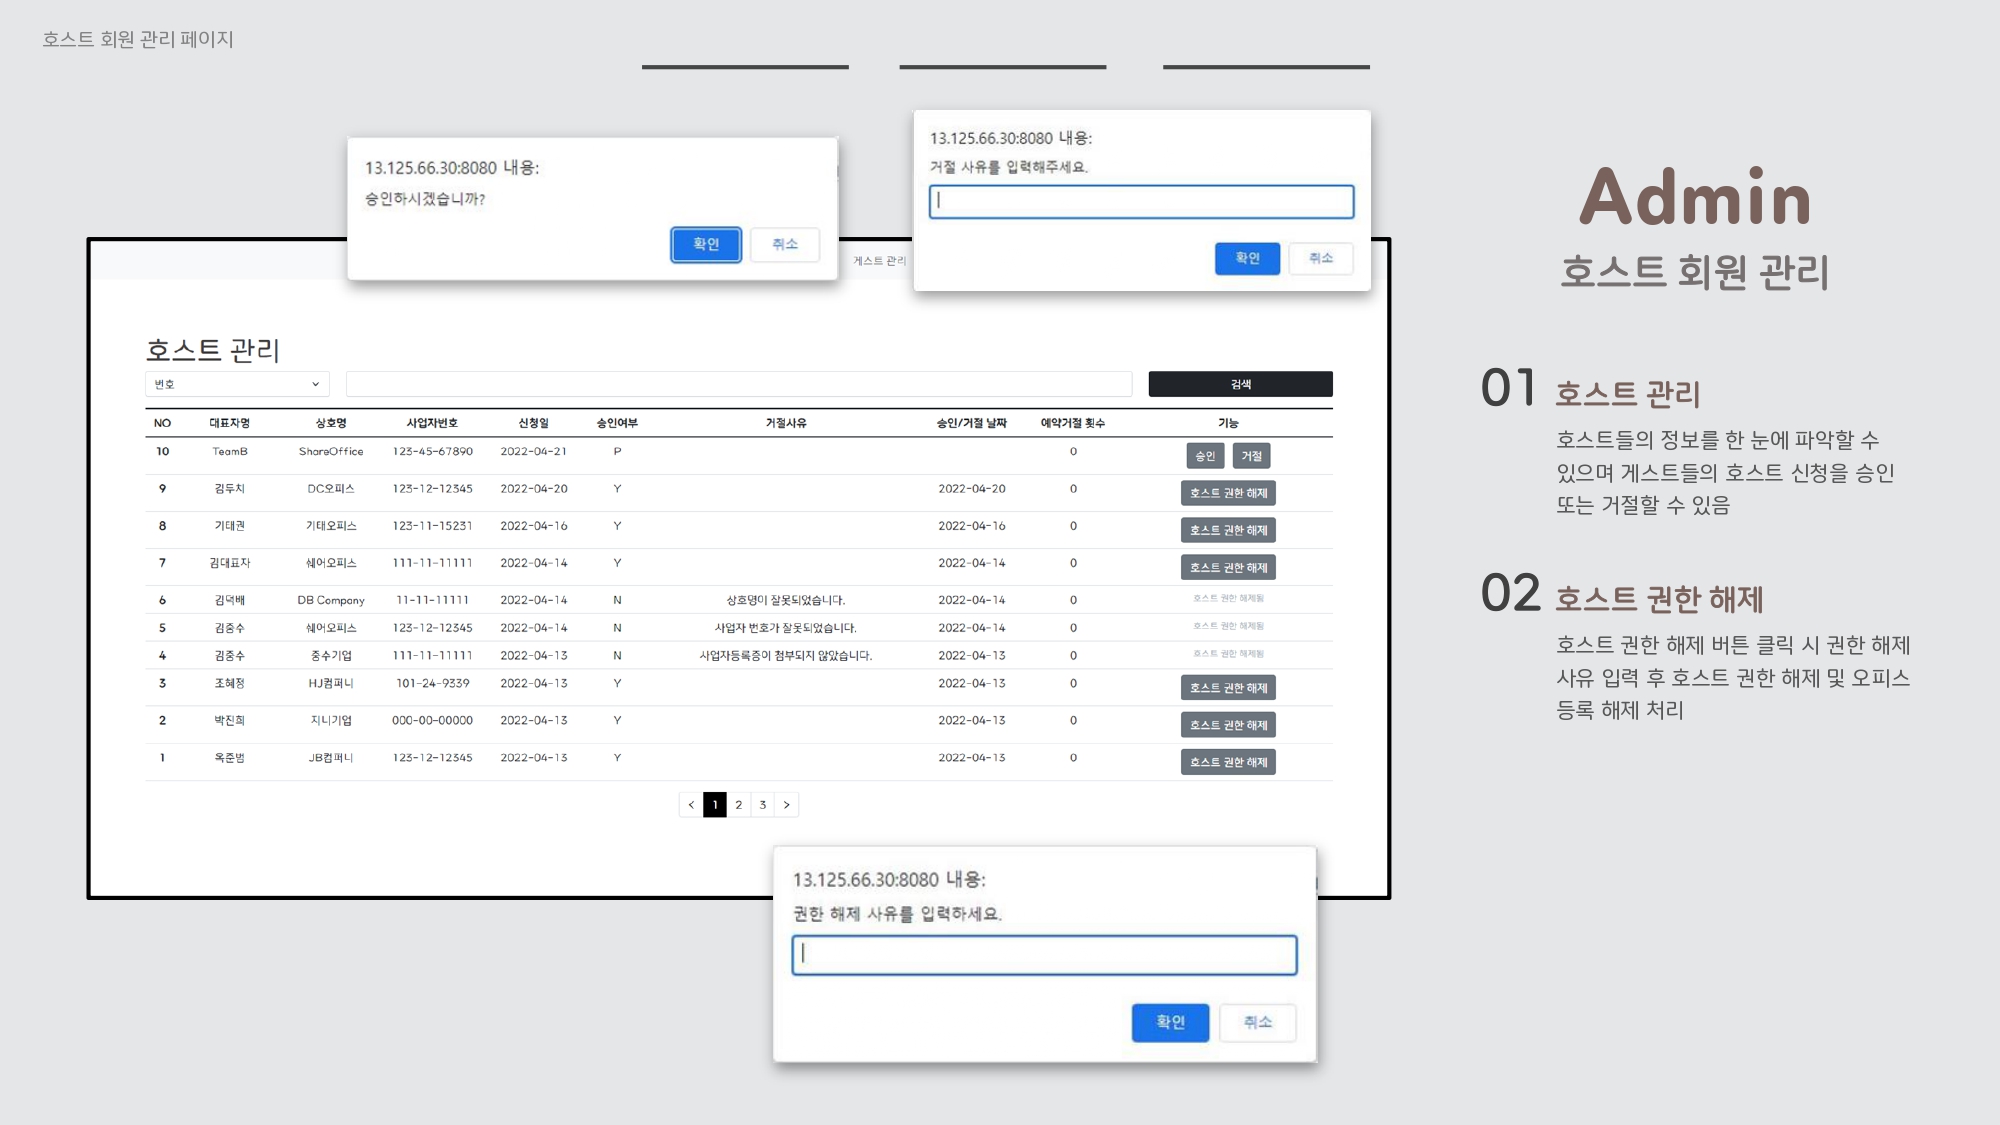 호스트 회원 관리 페이지
13.125.66.30:8080 내용:
승인하시겠습니까?
확인 취소
13.125.66.30:8080 내용:
거절 사유를 입력해주세요.
확인 취소
게스트 관리
호스트 관리
번호 검색
NO 대표자명 상호명 사업자번호 신청일 승인여부 거절사유 승인/거절 날짜 예약거절 횟수 기능
10 TeamB ShareOffice 123-45-67890 2022-04-21 P 0 승인 거절
9 김두치 DC오피스 123-12-12345 2022-04-20 Y 2022-04-20 0 호스트 권한 해제
8 기태권 기태오피스 123-11-15231 2022-04-16 Y 2022-04-16 0 호스트 권한 해제
7 김대표자 쉐어오피스 111-11-11111 2022-04-14 Y 2022-04-14 0 호스트 권한 해제
6 김덕배 DB Company 11-11-11111 2022-04-14 N 상호명이 잘못되었습니다. 2022-04-14 0 호스트 권한 해제됨
5 김중수 쉐어오피스 123-12-12345 2022-04-14 N 사업자 번호가 잘못되었습니다. 2022-04-14 0 호스트 권한 해제됨
4 김중수 중수기업 111-11-11111 2022-04-13 N 사업자등록증이 첨부되지 않았습니다. 2022-04-13 0 호스트 권한 해제됨
3 조혜정 HJ컴퍼니 101-24-9339 2022-04-13 Y 2022-04-13 0 호스트 권한 해제
2 박진희 지니기업 000-00-00000 2022-04-13 Y 2022-04-13 0 호스트 권한 해제
1 옥준범 JB컴퍼니 123-12-12345 2022-04-13 Y 2022-04-13 0 호스트 권한 해제
< 1 2 3 >
13.125.66.30:8080 내용:
권한 해제 사유를 입력하세요.
확인 취소
Admin
호스트 회원 관리
01 호스트 관리
호스트들의 정보를 한 눈에 파악할 수
있으며 게스트들의 호스트 신청을 승인
또는 거절할 수 있음
02 호스트 권한 해제
호스트 권한 해제 버튼 클릭 시 권한 해제
사유 입력 후 호스트 권한 해제 및 오피스
등록 해제 처리